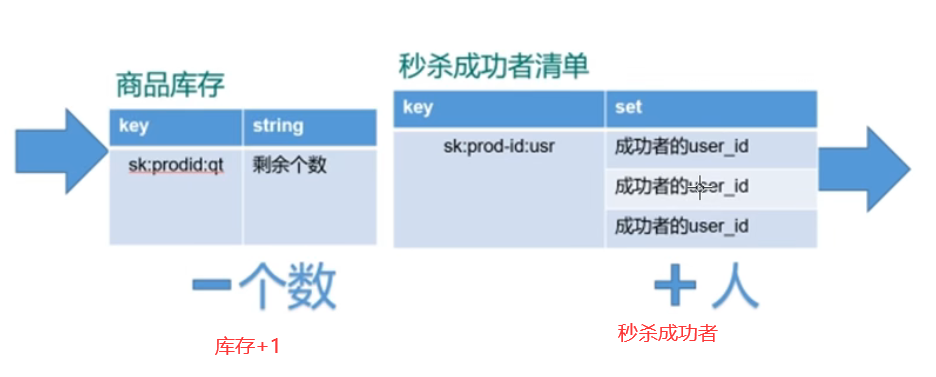 商品库存
key string
sk:prodid:qt 剩余个数
秒杀成功者清单
key set
sk:prod-id:usr 成功者的user_id
成功者的user_id
成功者的user_id
－个数
库存+1
＋人
秒杀成功者